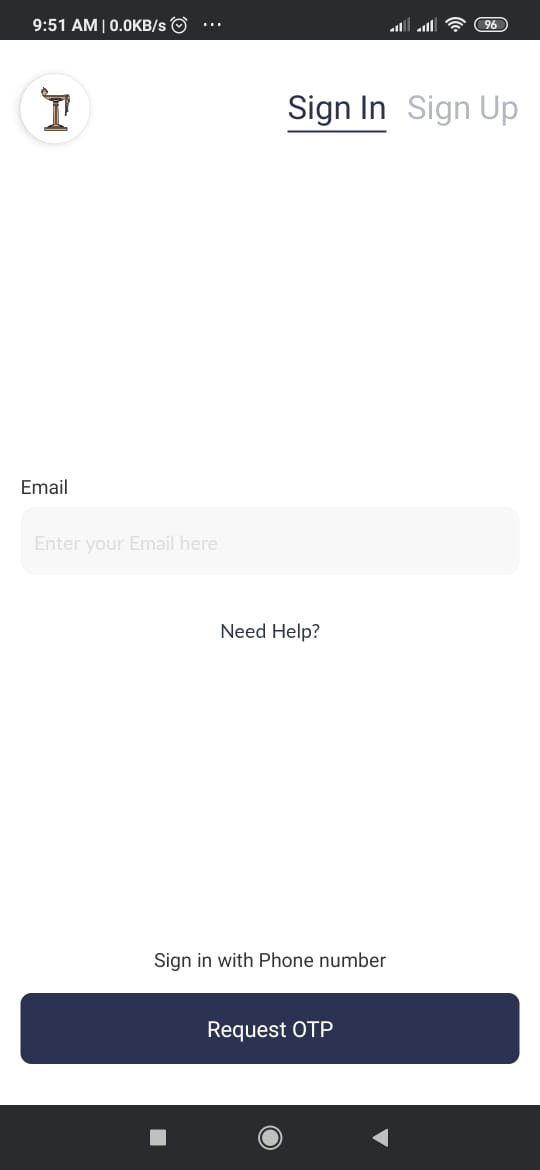 9:51 AM | 0.0KB/s ... 96
Sign In Sign Up
Email
Enter your Email here
Need Help?
Sign in with Phone number
Request OTP